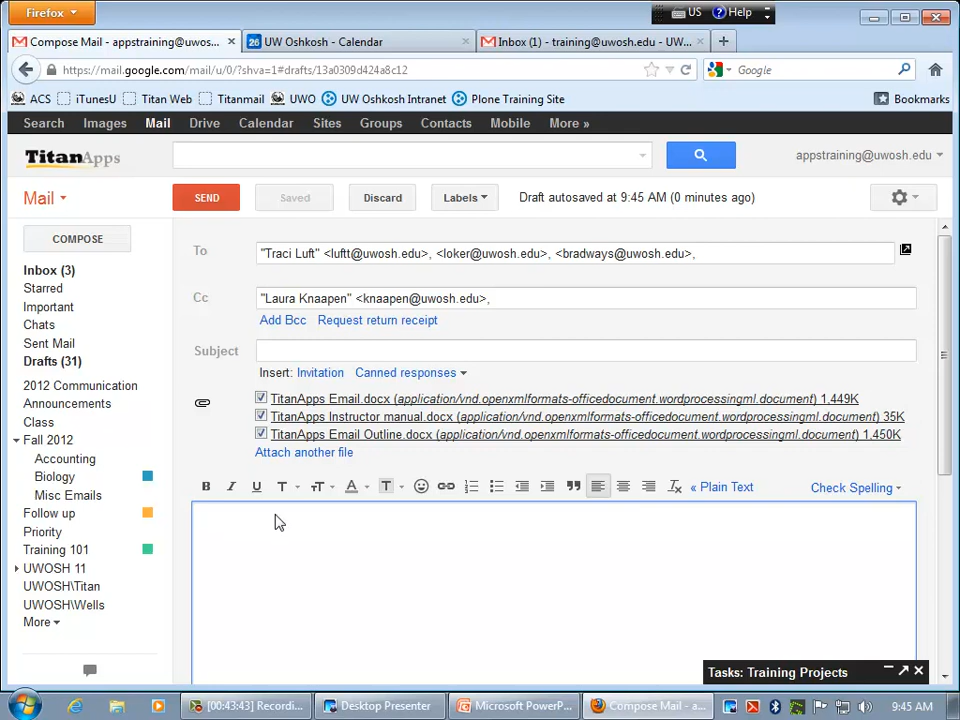 Firefox
US Help
Compose Mail - appstraining@uwos...
26 UW Oshkosh - Calendar
Inbox (1) - training@uwosh.edu - UW...
https://mail.google.com/mail/u/0/?shva=1#drafts/13a0309d424a8c12
Google
ACS iTunesU Titan Web Titanmail UWO UW Oshkosh Intranet Plone Training Site Bookmarks
Search Images Mail Drive Calendar Sites Groups Contacts Mobile More »
TitanApps
appstraining@uwosh.edu
Mail
SEND Saved Discard Labels Draft autosaved at 9:45 AM (0 minutes ago)
COMPOSE
Inbox (3)
Starred
Important
Chats
Sent Mail
Drafts (31)
2012 Communication
Announcements
Class
Fall 2012
Accounting
Biology
Misc Emails
Follow up
Priority
Training 101
UWOSH 11
UWOSH\Titan
UWOSH\Wells
More
To "Traci Luft" <luftt@uwosh.edu>, <loker@uwosh.edu>, <bradways@uwosh.edu>,
Cc "Laura Knaapen" <knaapen@uwosh.edu>,
Add Bcc Request return receipt
Subject
Insert: Invitation Canned responses
TitanApps Email.docx (application/vnd.openxmlformats-officedocument.wordprocessingml.document) 1,449K
TitanApps Instructor manual.docx (application/vnd.openxmlformats-officedocument.wordprocessingml.document) 35K
TitanApps Email Outline.docx (application/vnd.openxmlformats-officedocument.wordprocessingml.document) 1,450K
Attach another file
B I U T TT A T « Plain Text Check Spelling
Tasks: Training Projects
[00:43:43] Recordi... Desktop Presenter Microsoft PowerP... Compose Mail - a... 9:45 AM